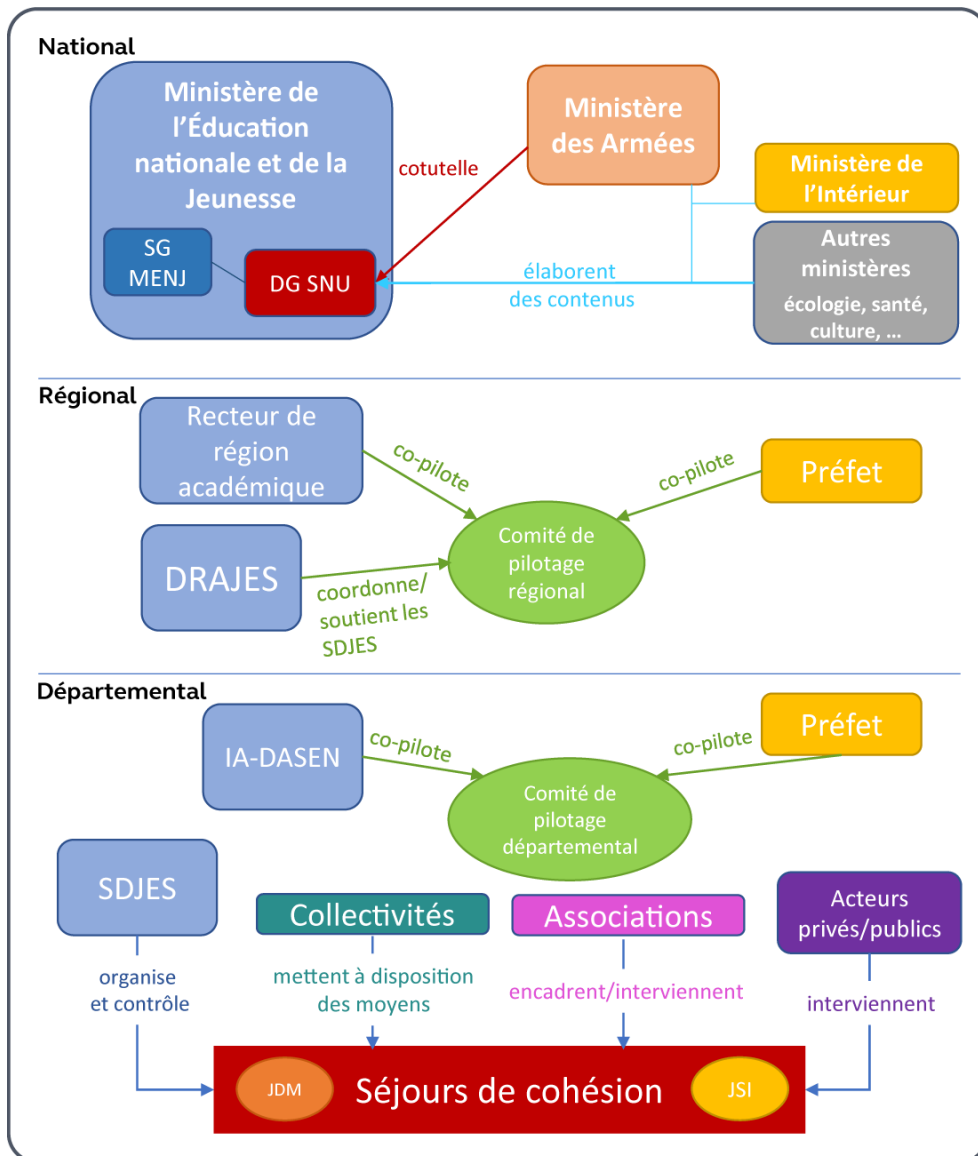 National
Ministère de
l'Éducation
nationale et de la
Jeunesse
SG
MENJ
DG SNU
cotutelle
Ministère
des Armées
Ministère de
l'Intérieur
Autres
ministères
écologie, santé,
culture, ...
élaborent
des contenus
Régional
Recteur de
région
académique
co-pilote
co-pilote
Préfet
Comité de
pilotage
régional
DRAJES
coordonne/
soutient les
SDJES
Départemental
IA-DASEN
co-pilote
co-pilote
Préfet
Comité de
pilotage
départemental
SDJES
Collectivités
Associations
Acteurs
privés/publics
organise
et contrôle
mettent à disposition
des moyens
encadrent/interviennent
interviennent
JDM
Séjours de cohésion
JSI